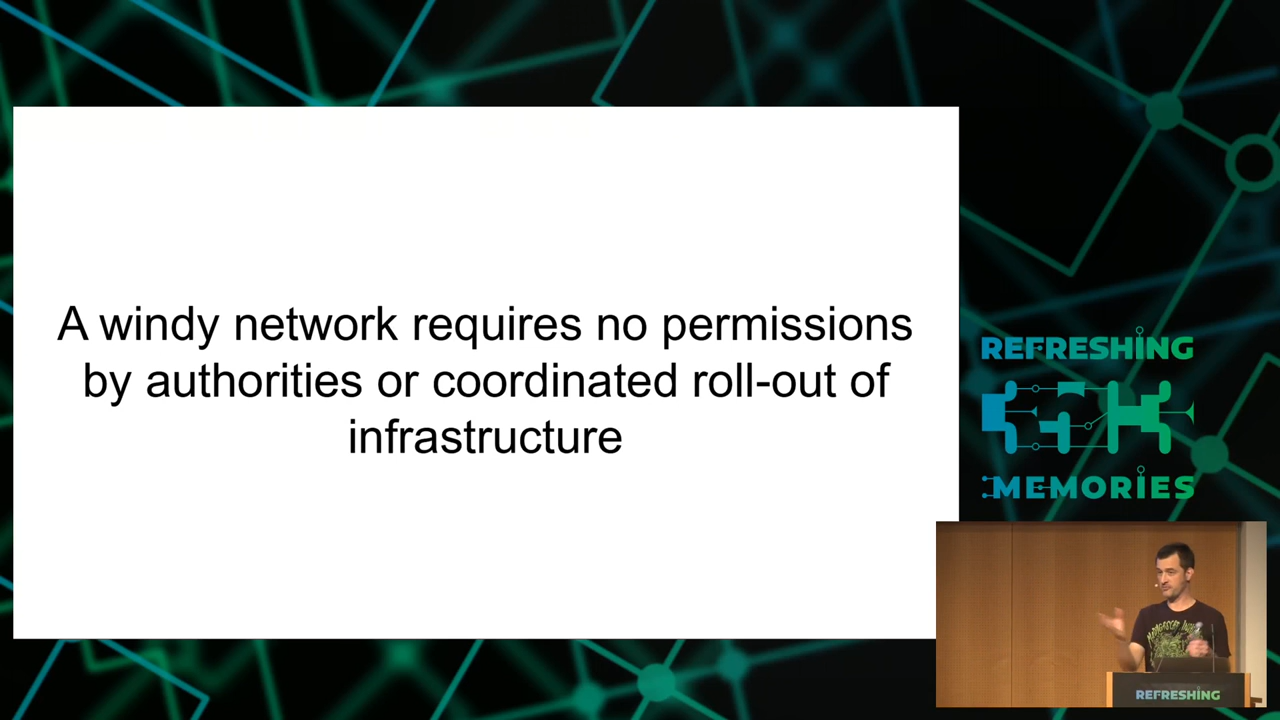 A windy network requires no permissions
by authorities or coordinated roll-out of
infrastructure
REFRESHING
MEMORIES
REFRESHING